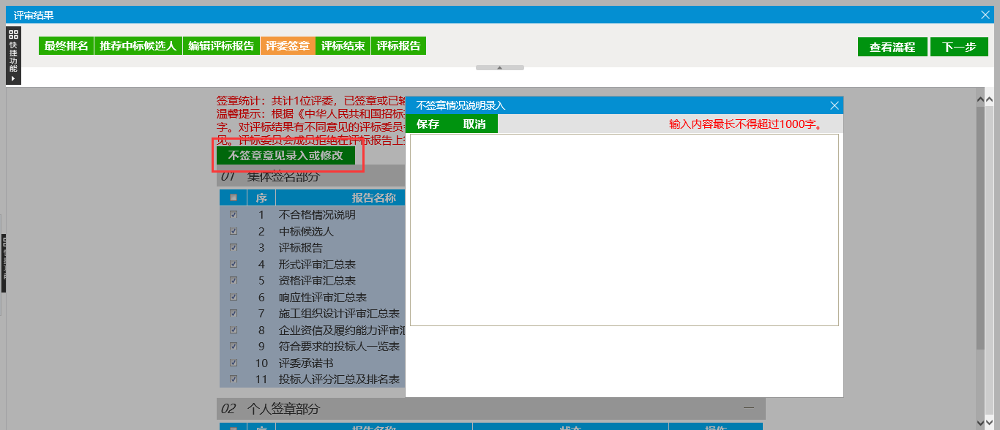 评审结果
快捷功能
最终排名 推荐中标候选人 编辑评标报告 评委签章 评标结束 评标报告
查看流程 下一步
签章统计：共计1位评委，已签章或已
温馨提示：根据《中华人民共和国招标
字。对评标结果有不同意见的评标委员
见。评标委员会成员拒绝在评标报告上
不签章意见录入或修改
01 集体签名部分
序 报告名称
1 不合格情况说明
2 中标候选人
3 评标报告
4 形式评审汇总表
5 资格评审汇总表
6 响应性评审汇总表
7 施工组织设计评审汇总表
8 企业资信及履约能力评审汇
9 符合要求的投标人一览表
10 评委承诺书
11 投标人评分汇总及排名表
02 个人签章部分
序 报告名称 状态 操作
不签章情况说明录入
保存 取消
输入内容最长不得超过1000字。